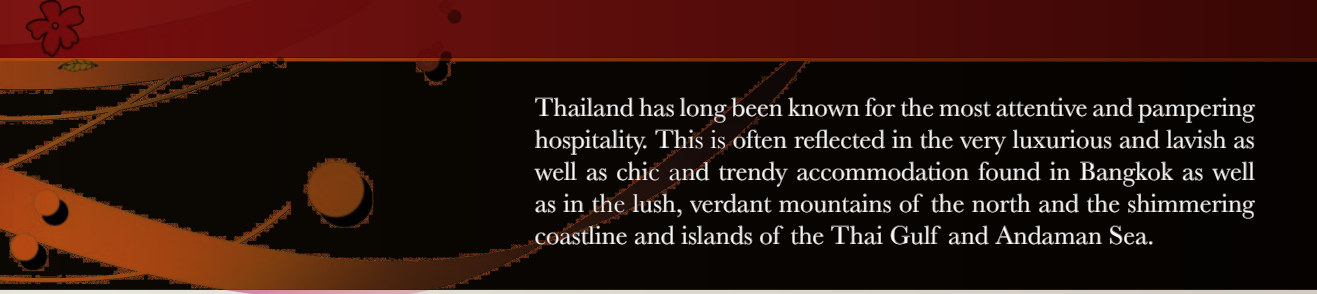 Thailand has long been known for the most attentive and pampering
hospitality. This is often reflected in the very luxurious and lavish as
well as chic and trendy accommodation found in Bangkok as well
as in the lush, verdant mountains of the north and the shimmering
coastline and islands of the Thai Gulf and Andaman Sea.